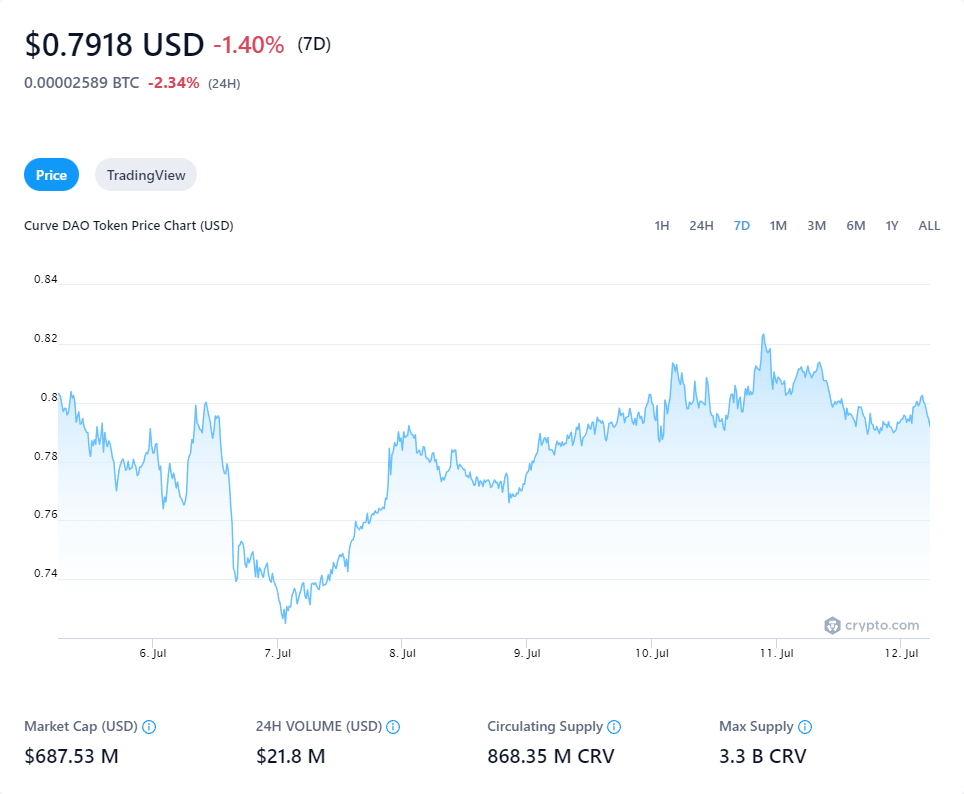 $0.7918 USD -1.40% (7D)
0.00002589 BTC -2.34% (24H)
Price TradingView
Curve DAO Token Price Chart (USD) 1H 24H 7D 1M 3M 6M 1Y ALL
0.84
0.82
0.8
0.78
0.76
0.74
crypto.com
6. Jul 7. Jul 8. Jul 9. Jul 10. Jul 11. Jul 12. Jul
Market Cap (USD) 24H VOLUME (USD) Circulating Supply Max Supply
$687.53 M $21.8 M 868.35 M CRV 3.3 B CRV